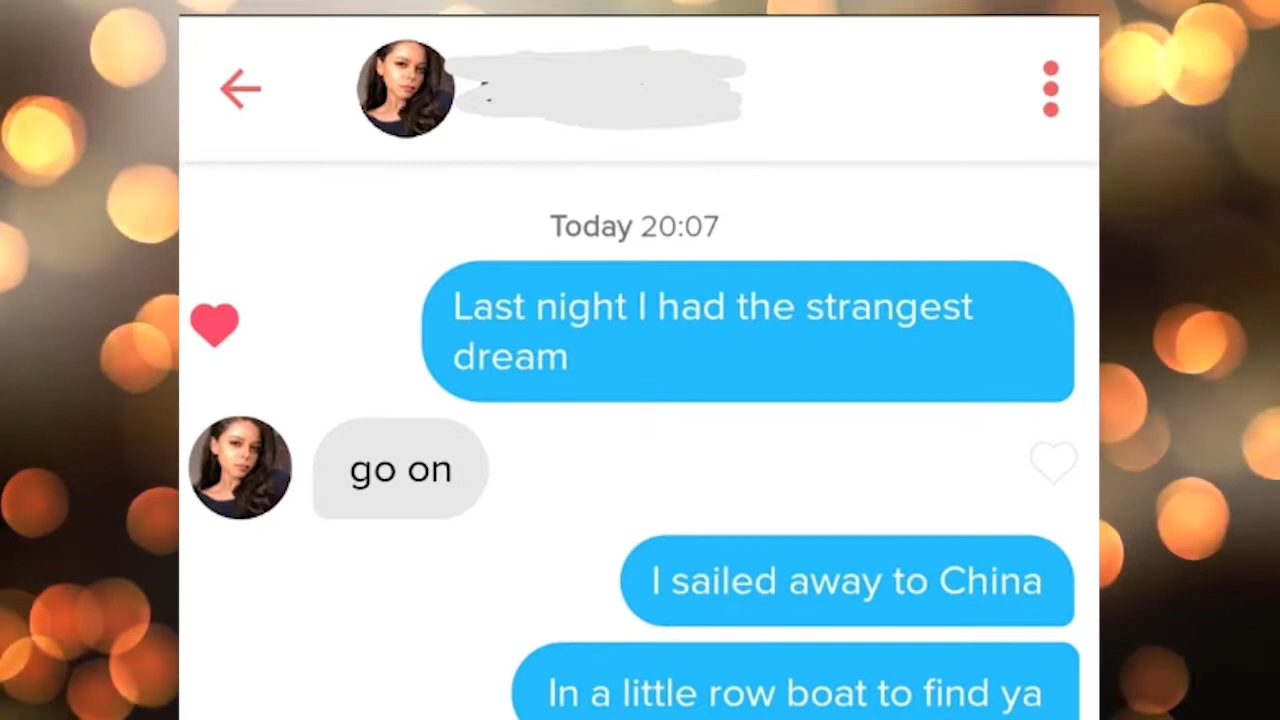 Today 20:07
Last night I had the strangest
dream
go on
I sailed away to China
In a little row boat to find ya